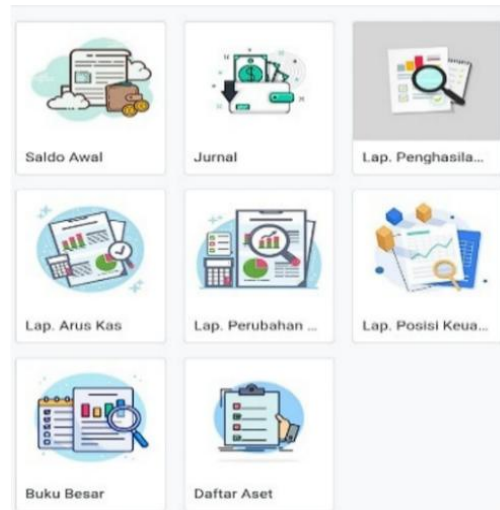 Saldo Awal
Jurnal
Lap. Penghasila...
Lap. Arus Kas
Lap. Perubahan ...
Lap. Posisi Keua...
Buku Besar
Daftar Aset